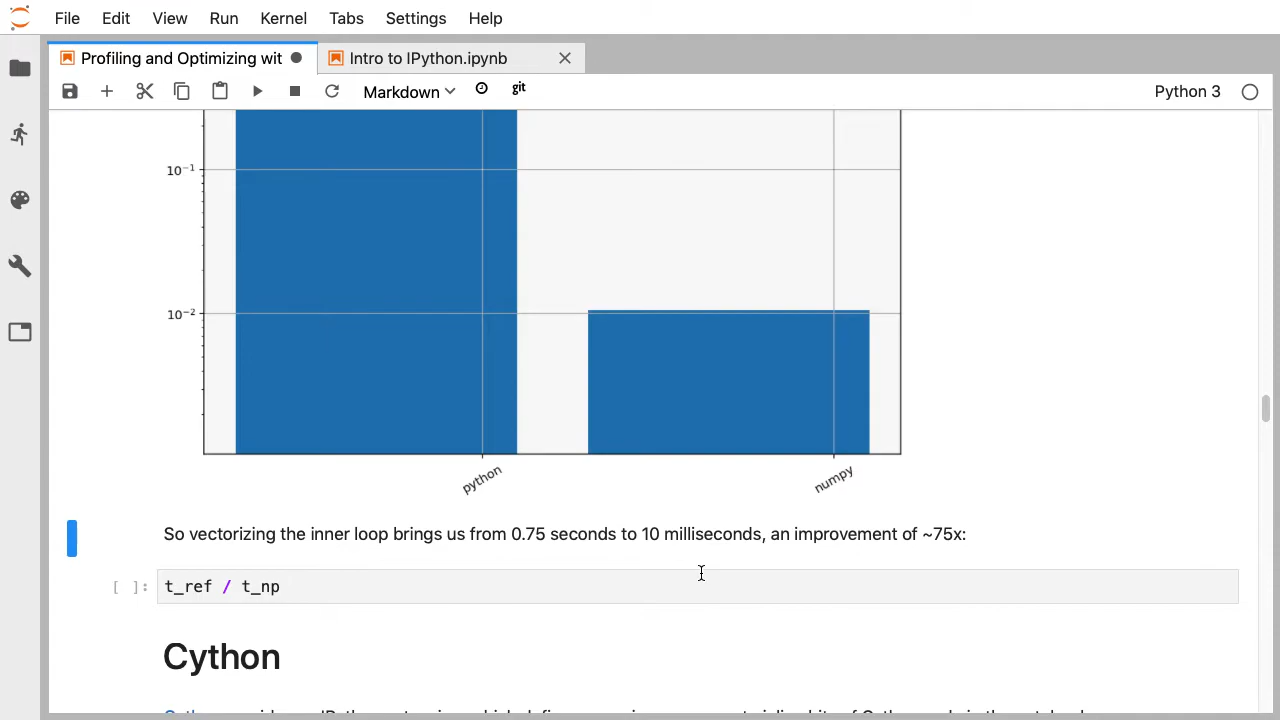 File Edit View Run Kernel Tabs Settings Help
Profiling and Optimizing wit
Intro to IPython.ipynb
Markdown
git
Python 3
10⁻¹
10⁻²
python
numpy
So vectorizing the inner loop brings us from 0.75 seconds to 10 milliseconds, an improvement of ~75x:
[ ]: t_ref / t_np
Cython